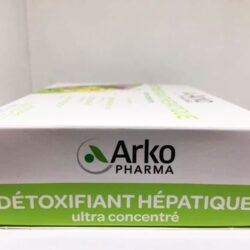 Arko
PHARMA
DÉTOXIFIANT HÉPATIQUE
ultra concentré